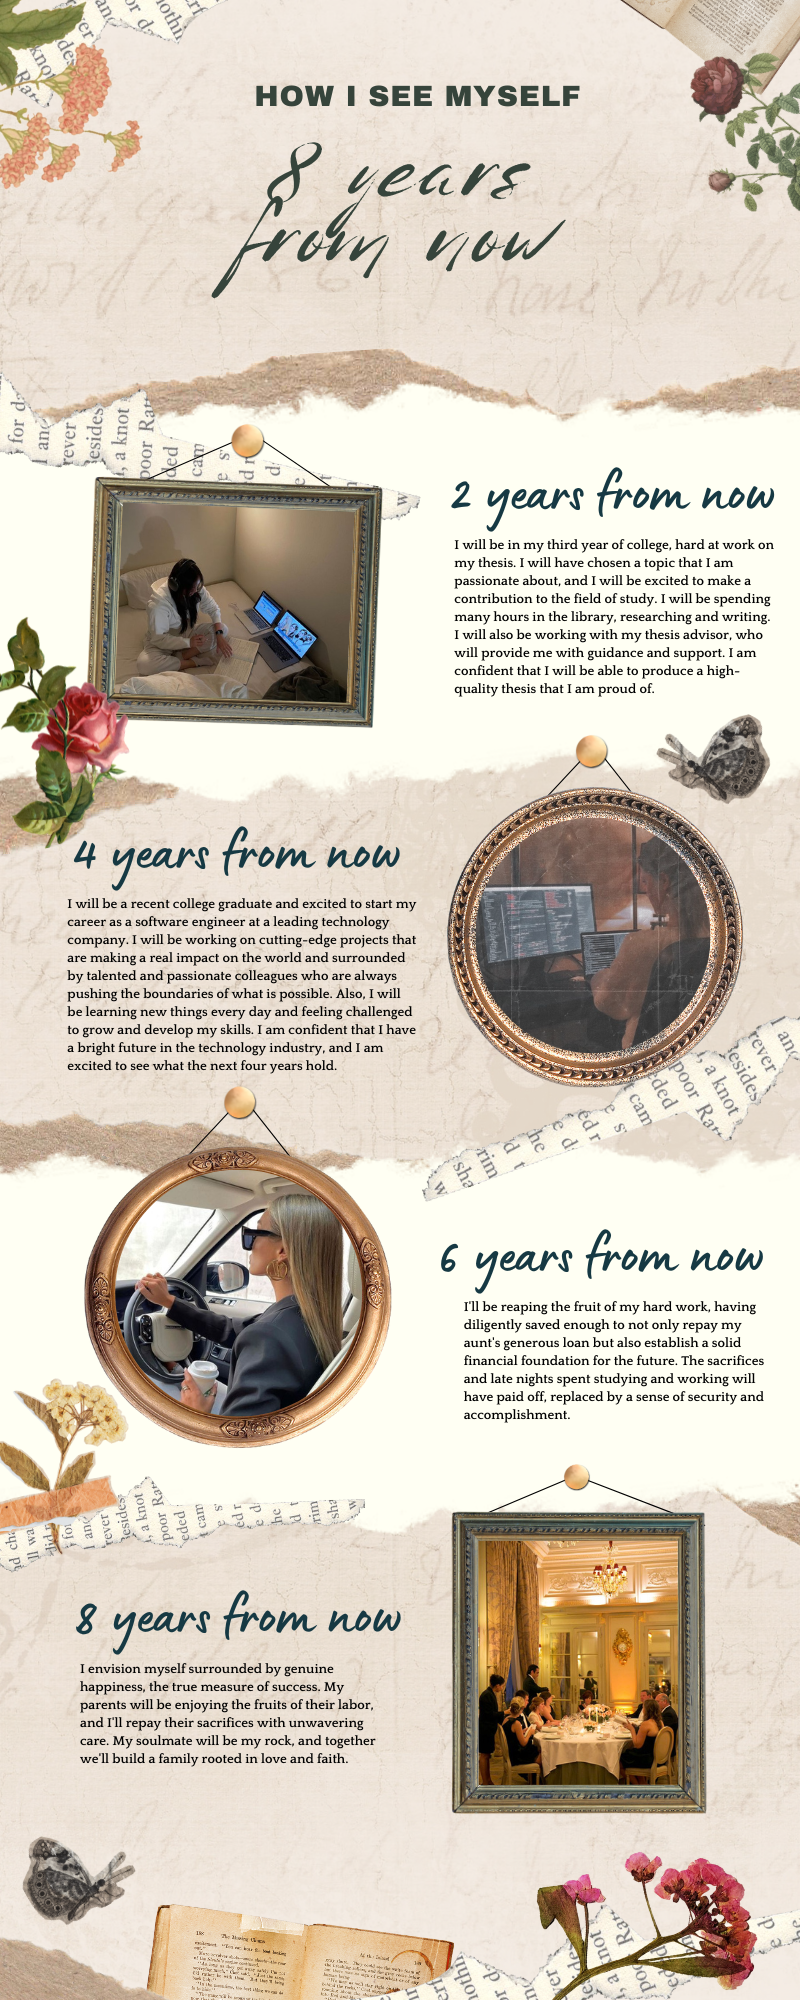 HOW I SEE MYSELF
8 years
from now
2 years from now
I will be in my third year of college, hard at work on
my thesis. I will have chosen a topic that I am
passionate about, and I will be excited to make a
contribution to the field of study. I will be spending
many hours in the library, researching and writing.
I will also be working with my thesis advisor, who
will provide me with guidance and support. I am
confident that I will be able to produce a high-
quality thesis that I am proud of.
4 years from now
I will be a recent college graduate and excited to start my
career as a software engineer at a leading technology
company. I will be working on cutting-edge projects that
are making a real impact on the world and surrounded
by talented and passionate colleagues who are always
pushing the boundaries of what is possible. Also, I will
be learning new things every day and feeling challenged
to grow and develop my skills. I am confident that I have
a bright future in the technology industry, and I am
excited to see what the next four years hold.
6 years from now
I'll be reaping the fruit of my hard work, having
diligently saved enough to not only repay my
aunt's generous loan but also establish a solid
financial foundation for the future. The sacrifices
and late nights spent studying and working will
have paid off, replaced by a sense of security and
accomplishment.
8 years from now
I envision myself surrounded by genuine
happiness, the true measure of success. My
parents will be enjoying the fruits of their labor,
and I'll repay their sacrifices with unwavering
care. My soulmate will be my rock, and together
we'll build a family rooted in love and faith.